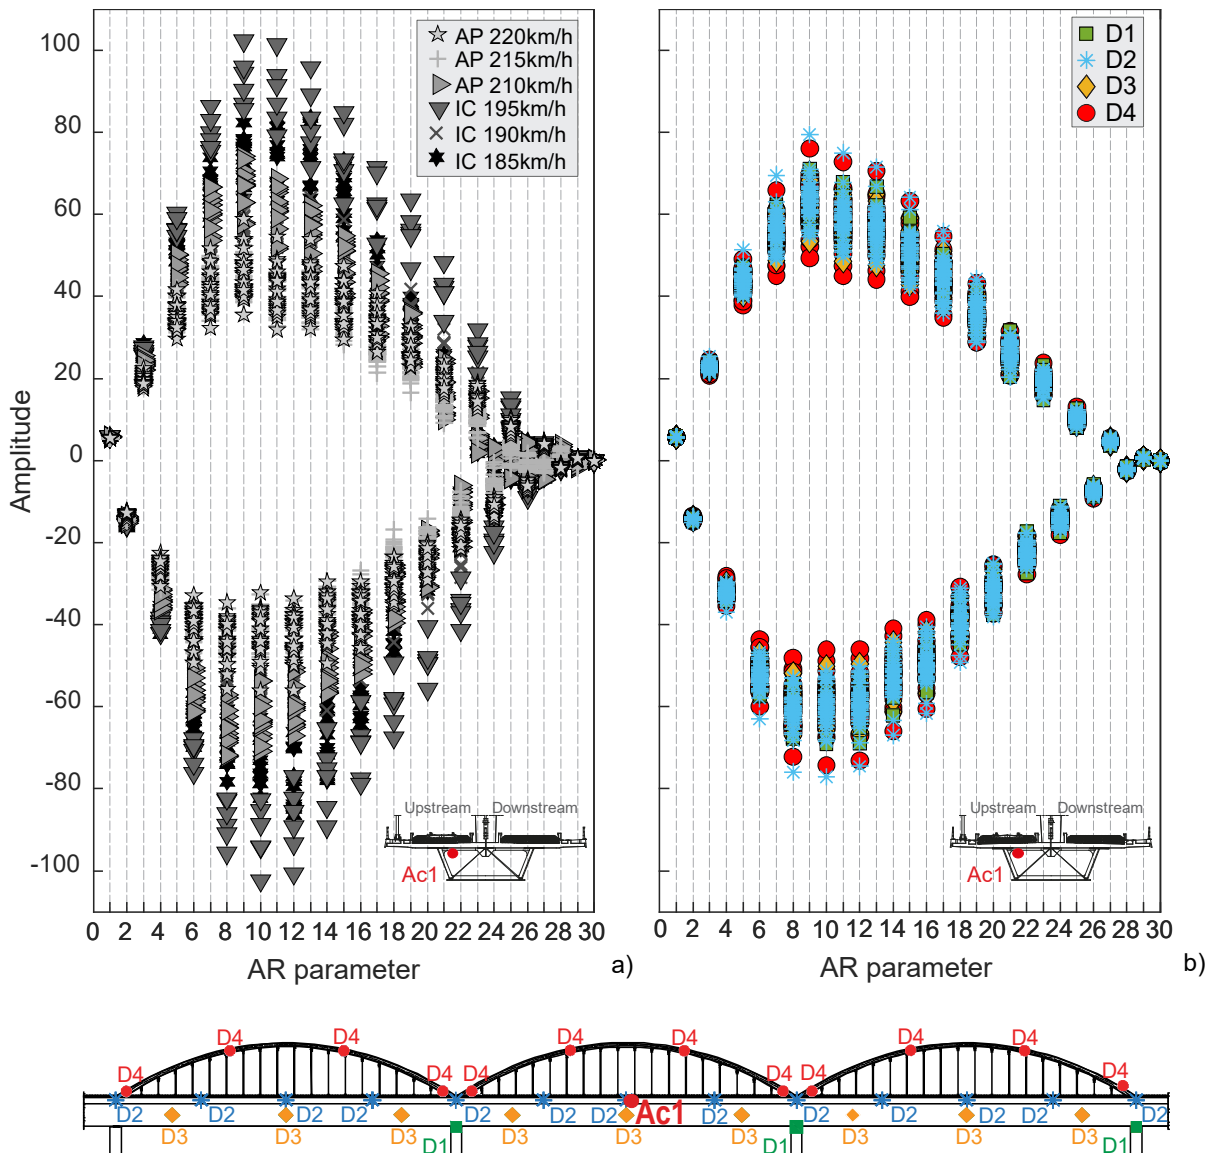 100
80
60
40
20
0
-20
-40
-60
-80
-100
Amplitude
AP 220km/h
AP 215km/h
AP 210km/h
IC 195km/h
IC 190km/h
IC 185km/h
Upstream Downstream
Ac1
0 2 4 6 8 10 12 14 16 18 20 22 24 26 28 30
AR parameter
a)
D1
D2
D3
D4
Upstream Downstream
Ac1
0 2 4 6 8 10 12 14 16 18 20 22 24 26 28 30
AR parameter
b)
D4 D4 D4 D4 D4 D4
D4 D4 D4 D4 D4 D4
D2 D2 D2 D2 D2 D2 D2 Ac1 D2 D2 D2 D2 D2
D3 D3 D3 D1 D3 D3 D3 D1 D3 D3 D3 D1